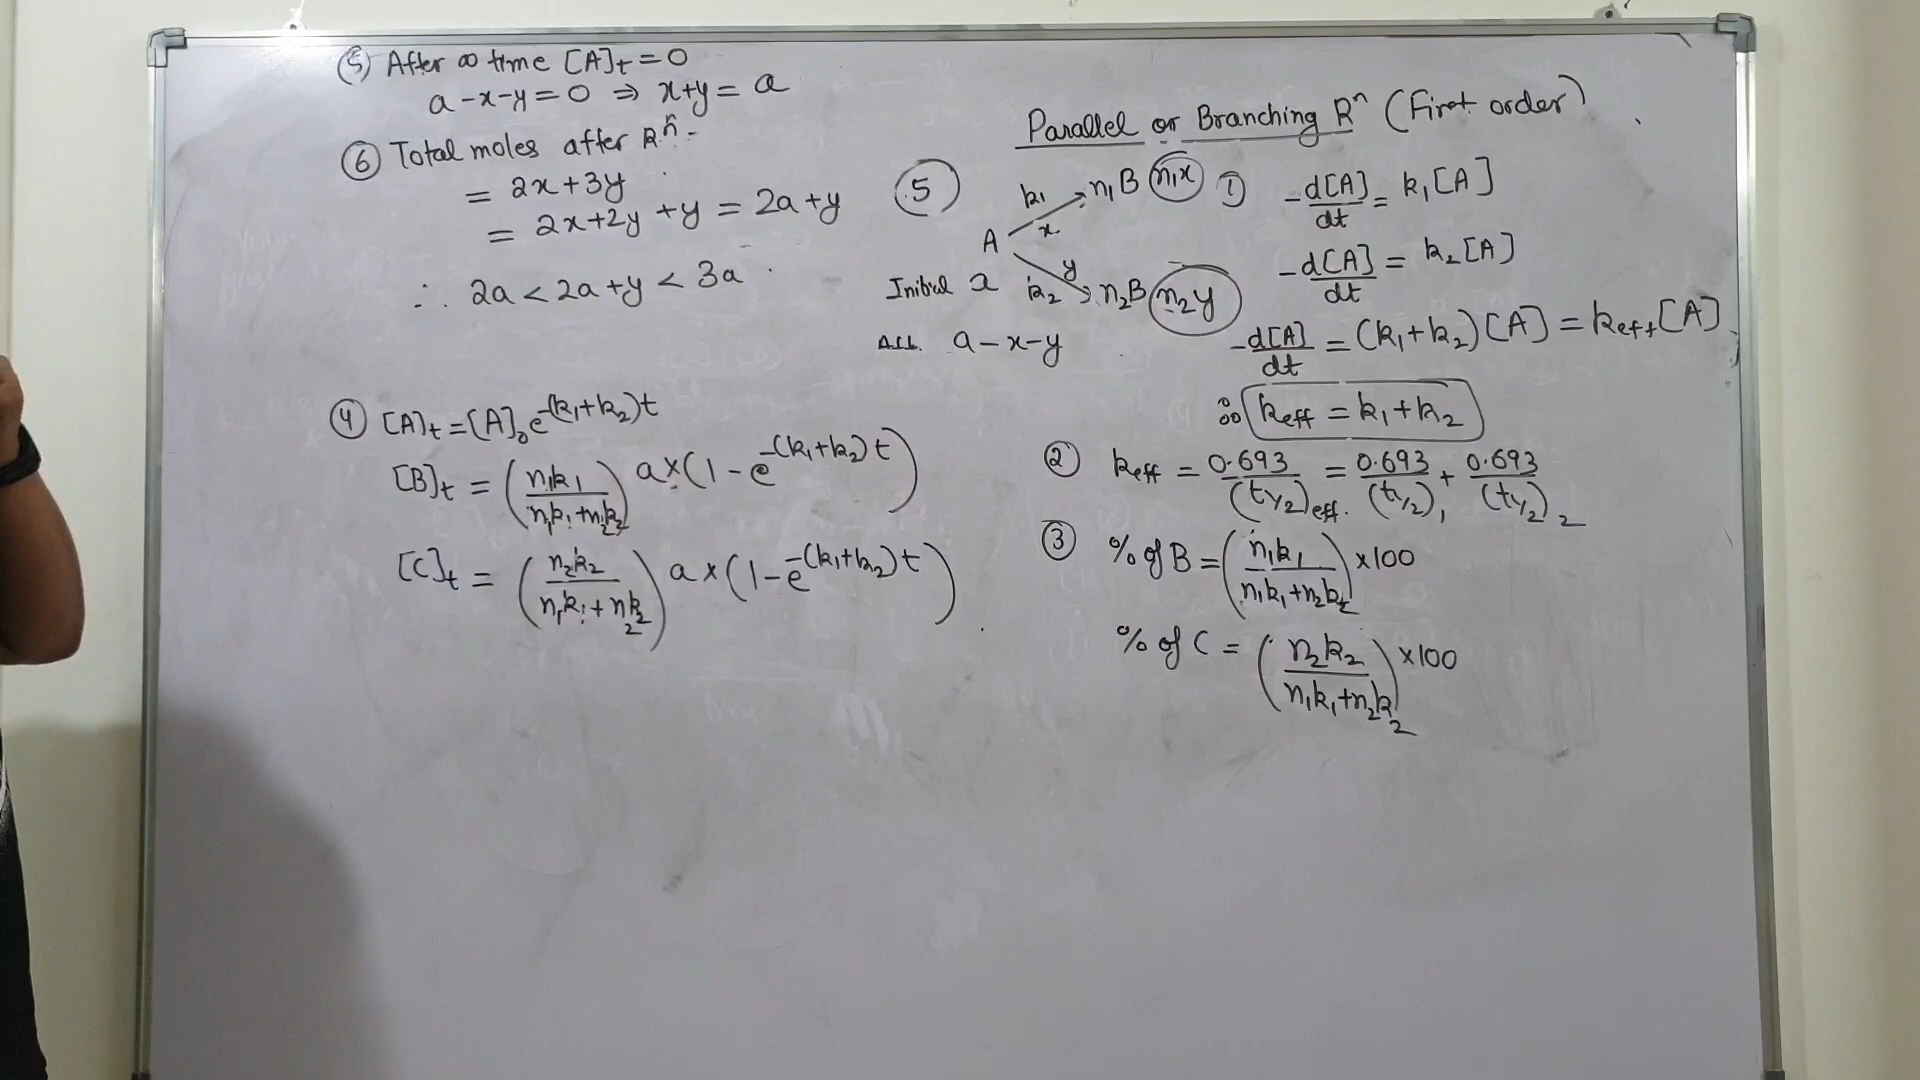 ⑤ After ∞ time [A]t = 0
a - x - y = 0 ⇒ x+y = a
⑥ Total moles after Rⁿ -
= 2x+3y
= 2x+2y +y = 2a+y
∴ 2a < 2a+y < 3a
④ [A]t = [A]₀e^-(k₁+k₂)t
[B]t = (n₁k₁ / n₁k₁+n₂k₂) a×(1 - e^-(k₁+k₂)t)
[C]t = (n₂k₂ / n₁k₁+n₂k₂) a×(1 - e^-(k₁+k₂)t)
Parallel or Branching Rⁿ (First order)
⑤
k₁ n₁B n₁x
x
A
y
Initial a k₂ n₂B n₂y
a - x - y
① -d[A]/dt = k₁[A]
-d[A]/dt = k₂[A]
-d[A]/dt = (k₁+k₂)[A] = keff[A]
∴ keff = k₁+k₂
② keff = 0.693/(t1/2)eff. = 0.693/(t1/2)₁ + 0.693/(t1/2)₂
③ % of B = (n₁k₁ / n₁k₁+n₂k₂) ×100
% of C = (n₂k₂ / n₁k₁+n₂k₂) ×100